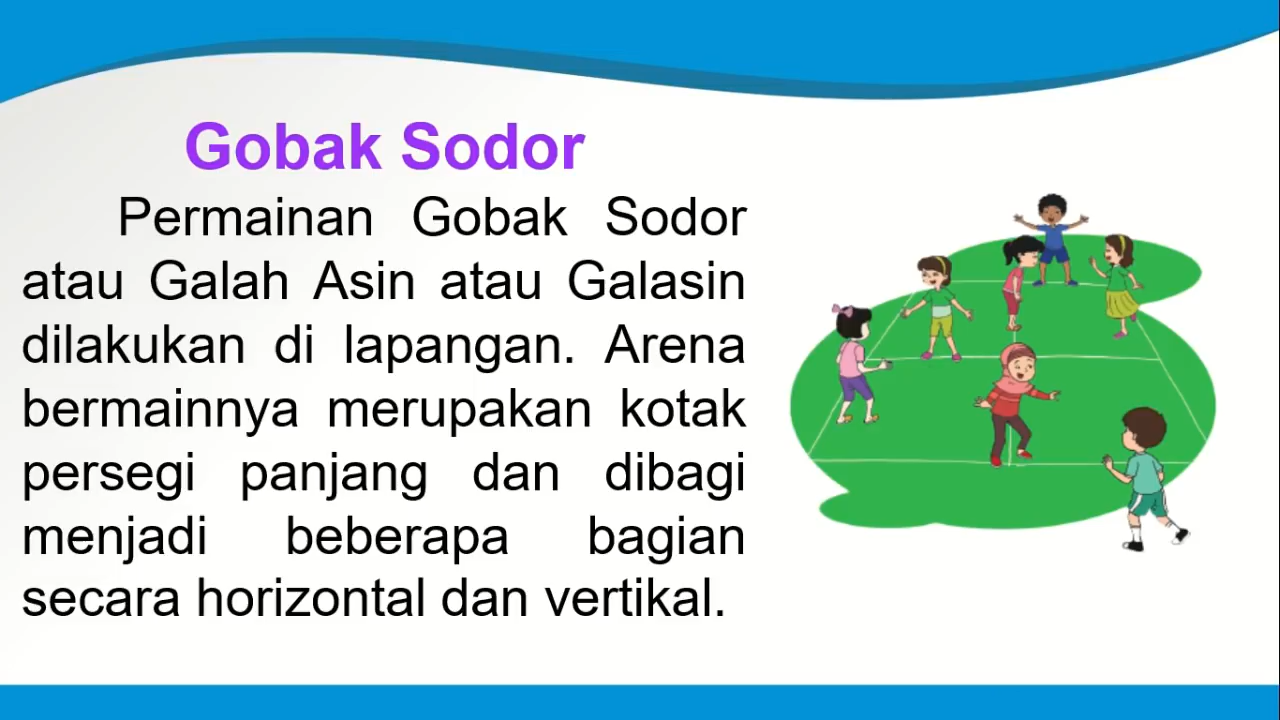 Gobak Sodor
Permainan Gobak Sodor
atau Galah Asin atau Galasin
dilakukan di lapangan. Arena
bermainnya merupakan kotak
persegi panjang dan dibagi
menjadi beberapa bagian
secara horizontal dan vertikal.